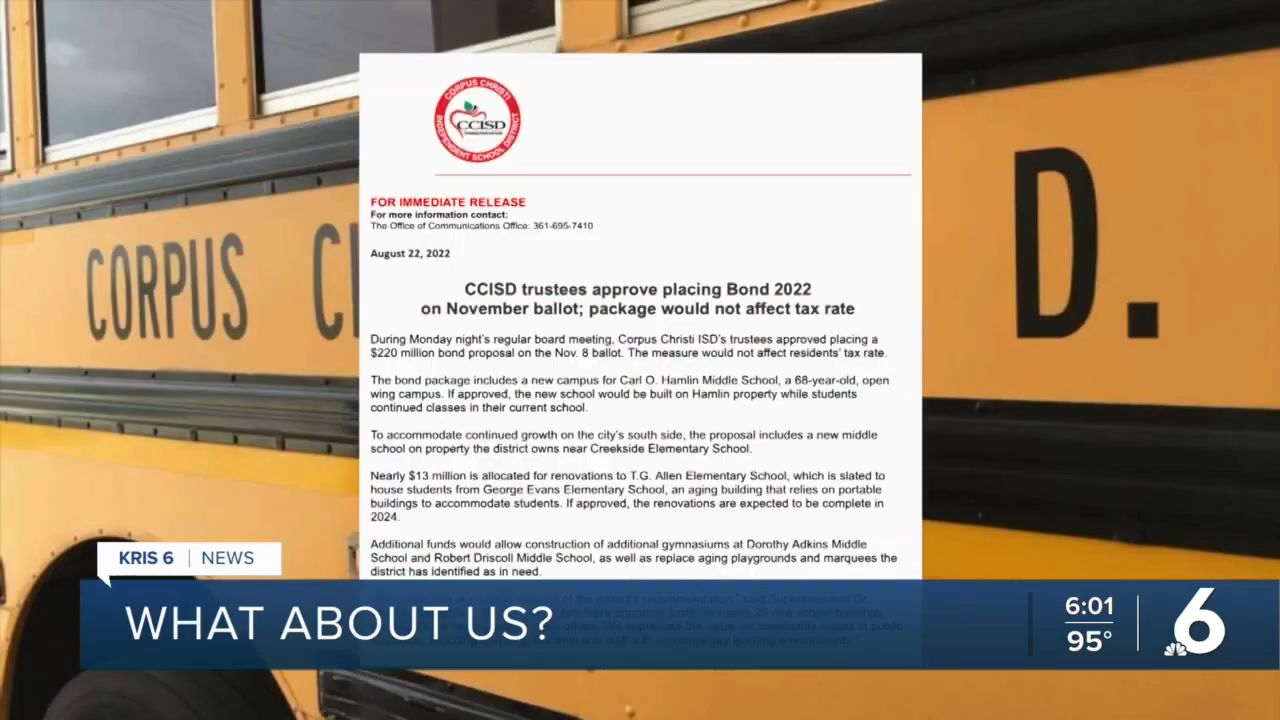 CORPUS CHRISTI
INDEPENDENT SCHOOL DISTRICT
CCISD
FOR IMMEDIATE RELEASE
For more information contact:
The Office of Communications Office: 361-695-7410
August 22, 2022
CCISD trustees approve placing Bond 2022
on November ballot; package would not affect tax rate
During Monday night's regular board meeting, Corpus Christi ISD's trustees approved placing a
$220 million bond proposal on the Nov. 8 ballot. The measure would not affect residents' tax rate.
The bond package includes a new campus for Carl O. Hamlin Middle School, a 68-year-old, open
wing campus. If approved, the new school would be built on Hamlin property while students
continued classes in their current school.
To accommodate continued growth on the city's south side, the proposal includes a new middle
school on property the district owns near Creekside Elementary School.
Nearly $13 million is allocated for renovations to T.G. Allen Elementary School, which is slated to
house students from George Evans Elementary School, an aging building that relies on portable
buildings to accommodate students. If approved, the renovations are expected to be complete in
2024.
Additional funds would allow construction of additional gymnasiums at Dorothy Adkins Middle
School and Robert Driscoll Middle School, as well as replace aging playgrounds and marquees the
district has identified as in need.
CORPUS C
D.
KRIS 6 | NEWS
WHAT ABOUT US?
6:01
95°
6